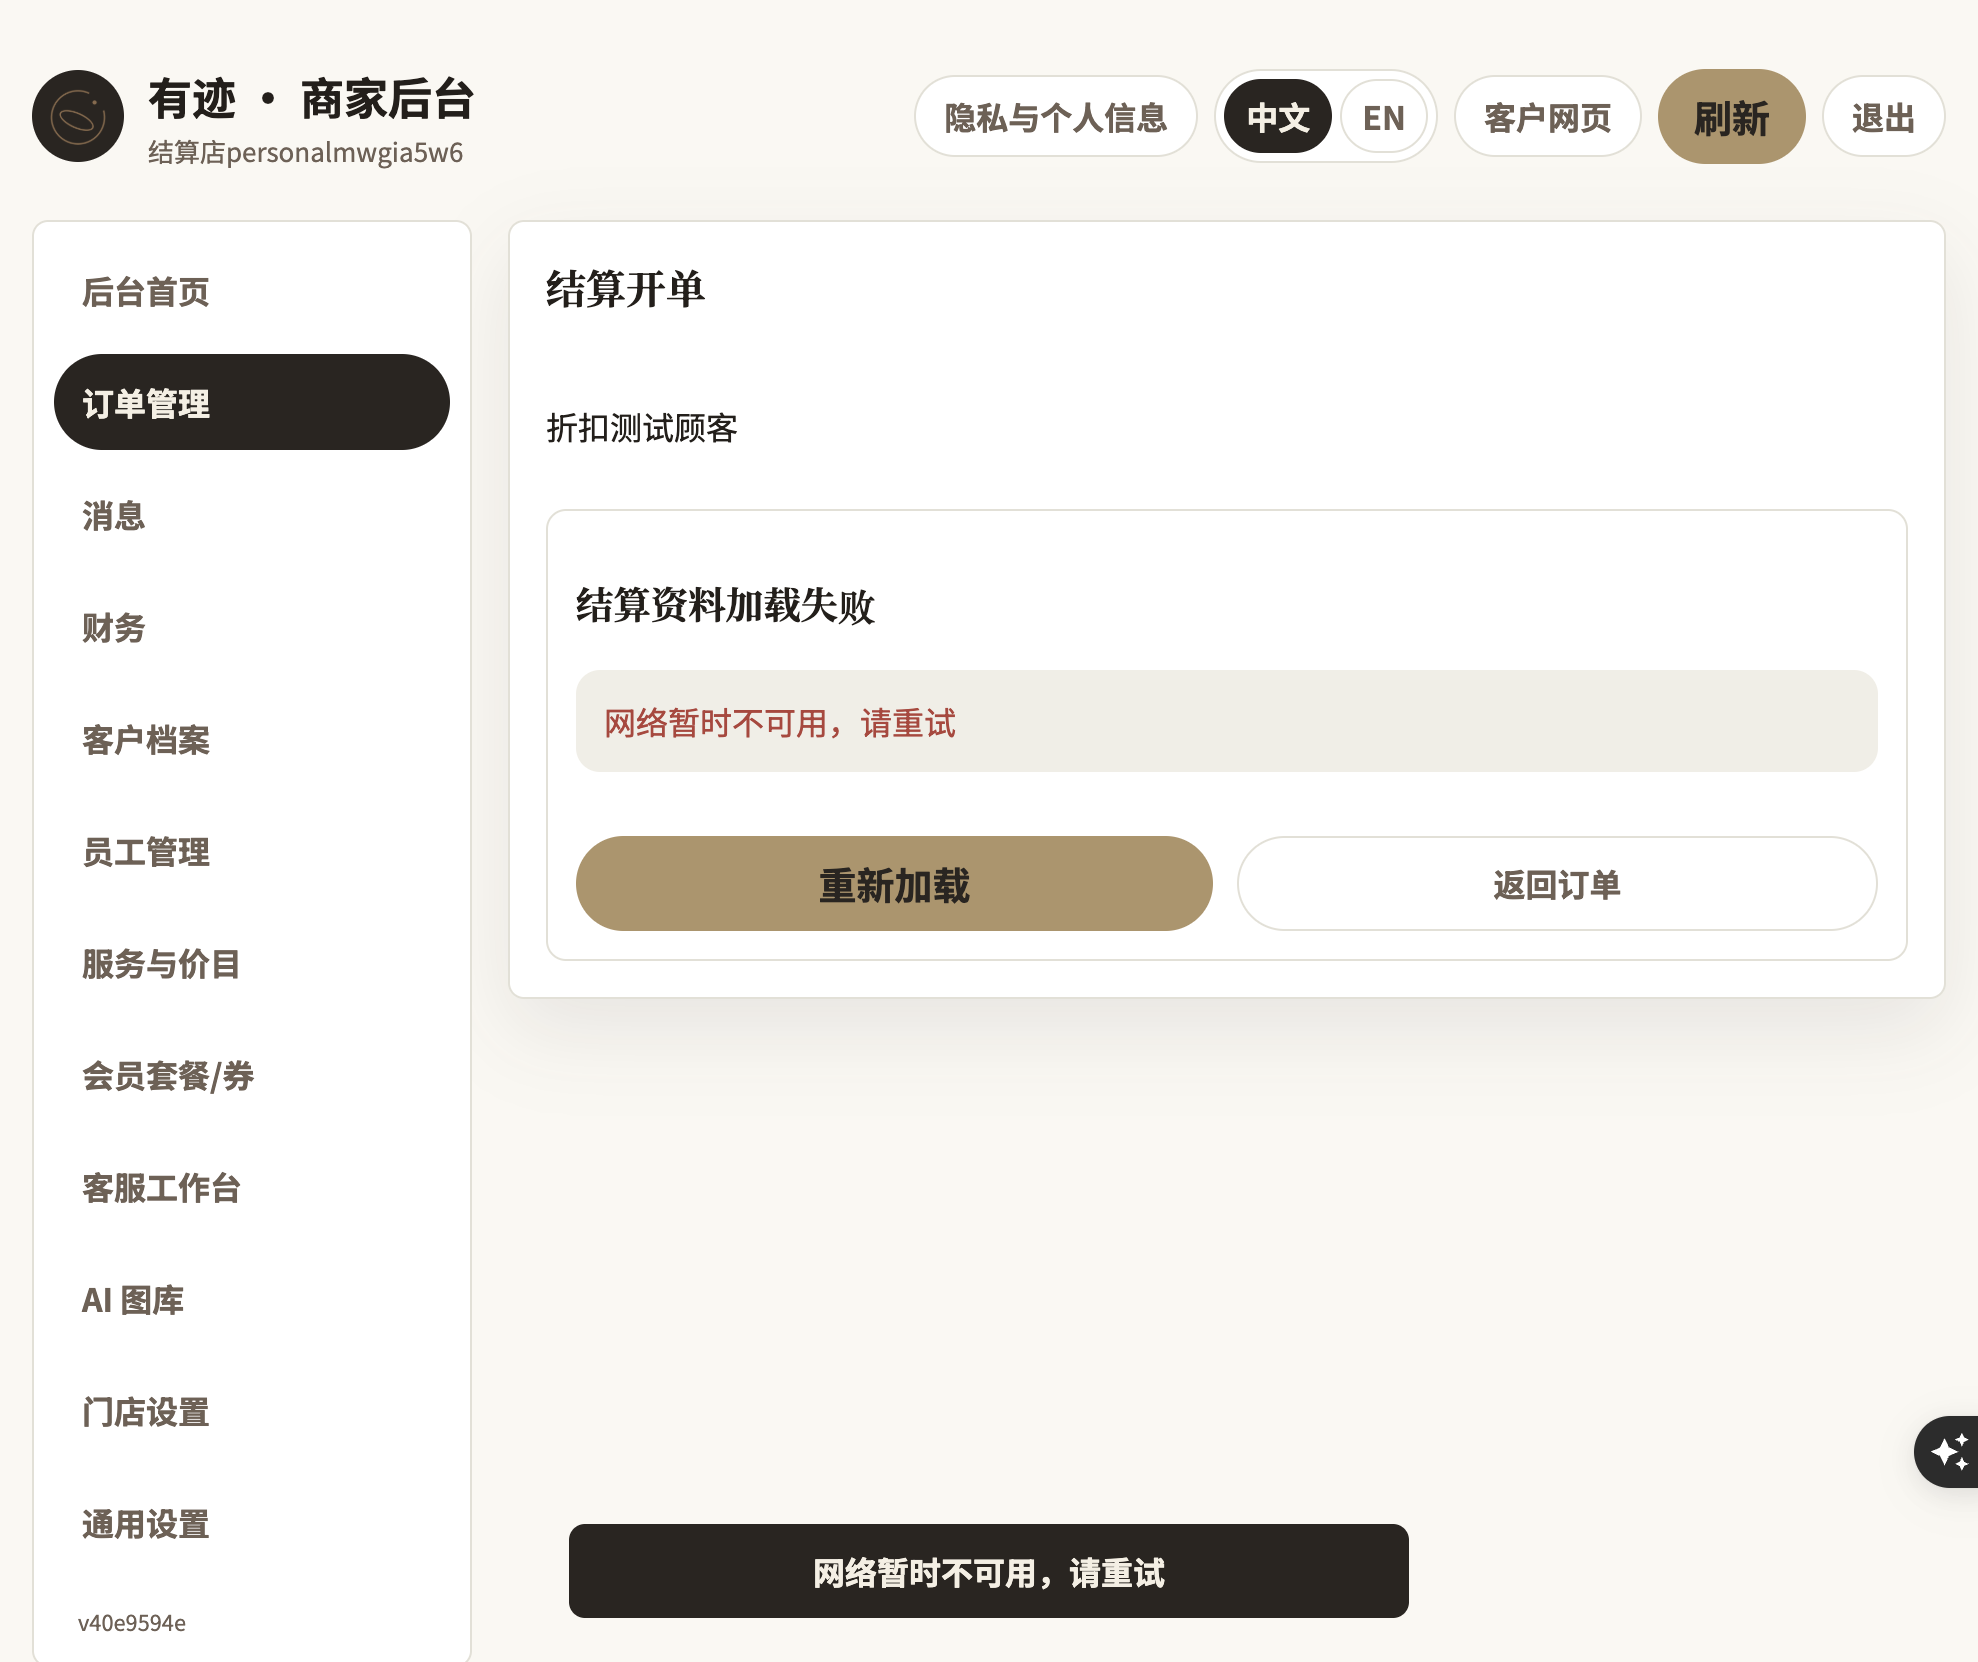 有迹 · 商家后台
结算店personalmwgia5w6
隐私与个人信息
中文
EN
客户网页
刷新
退出
后台首页
订单管理
消息
财务
客户档案
员工管理
服务与价目
会员套餐/券
客服工作台
AI 图库
门店设置
通用设置
v40e9594e
结算开单
折扣测试顾客
结算资料加载失败
网络暂时不可用，请重试
重新加载
返回订单
网络暂时不可用，请重试